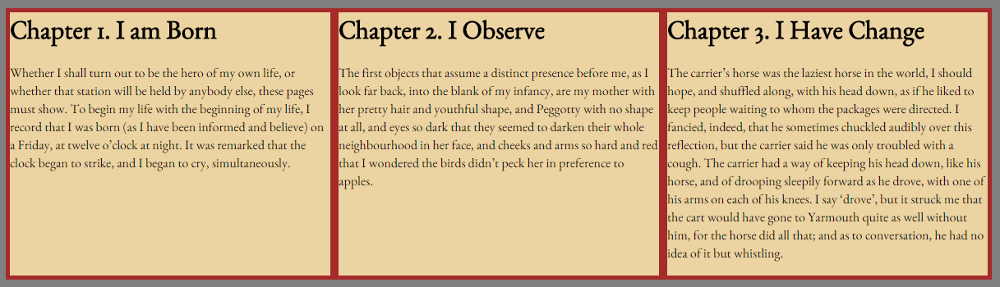 Chapter 1. I am Born
Whether I shall turn out to be the hero of my own life, or
whether that station will be held by anybody else, these pages
must show. To begin my life with the beginning of my life, I
record that I was born (as I have been informed and believe) on
a Friday, at twelve o’clock at night. It was remarked that the
clock began to strike, and I began to cry, simultaneously.
Chapter 2. I Observe
The first objects that assume a distinct presence before me, as I
look far back, into the blank of my infancy, are my mother with
her pretty hair and youthful shape, and Peggotty with no shape
at all, and eyes so dark that they seemed to darken their whole
neighbourhood in her face, and cheeks and arms so hard and red
that I wondered the birds didn’t peck her in preference to
apples.
Chapter 3. I Have Change
The carrier’s horse was the laziest horse in the world, I should
hope, and shuffled along, with his head down, as if he liked to
keep people waiting to whom the packages were directed. I
fancied, indeed, that he sometimes chuckled audibly over this
reflection, but the carrier said he was only troubled with a
cough. The carrier had a way of keeping his head down, like his
horse, and of drooping sleepily forward as he drove, with one of
his arms on each of his knees. I say ‘drove’, but it struck me that
the cart would have gone to Yarmouth quite as well without
him, for the horse did all that; and as to conversation, he had no
idea of it but whistling.